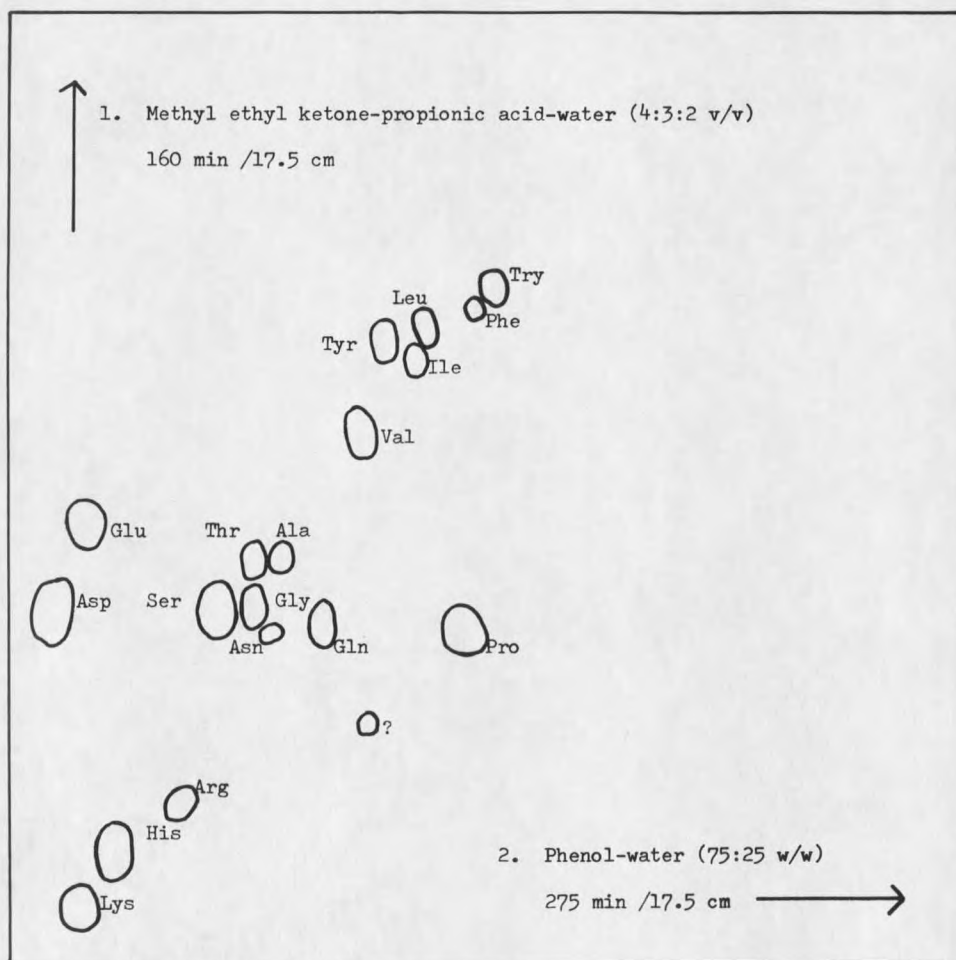 1. Methyl ethyl ketone-propionic acid-water (4:3:2 v/v)
160 min /17.5 cm
Try
Leu
Phe
Tyr
Ile
Val
Glu
Thr Ala
Asp Ser Gly
Asn Gln Pro
?
Arg
His
2. Phenol-water (75:25 w/w)
Lys 275 min /17.5 cm